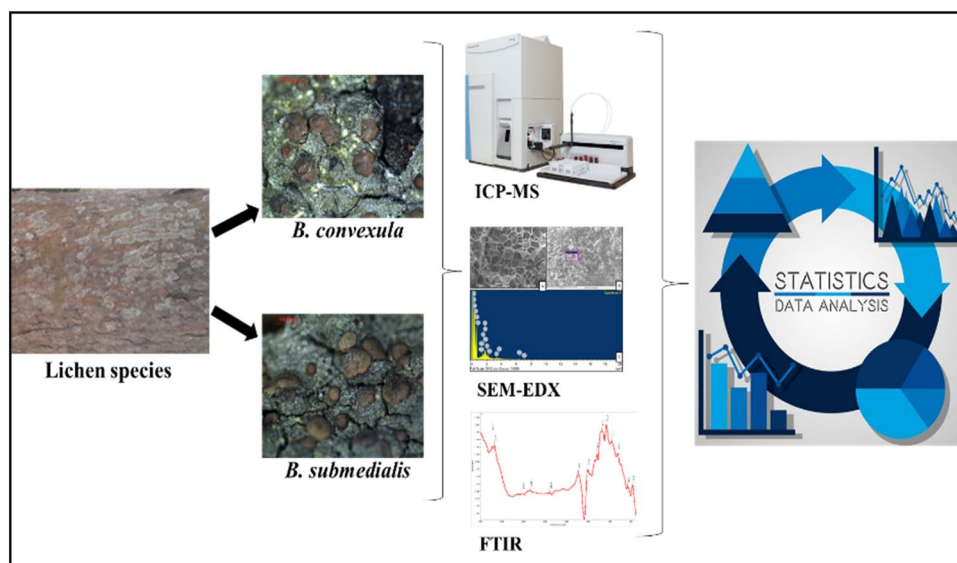 Lichen species
B. convexula
B. submedialis
ICP-MS
SEM-EDX
FTIR
STATISTICS
DATA ANALYSIS